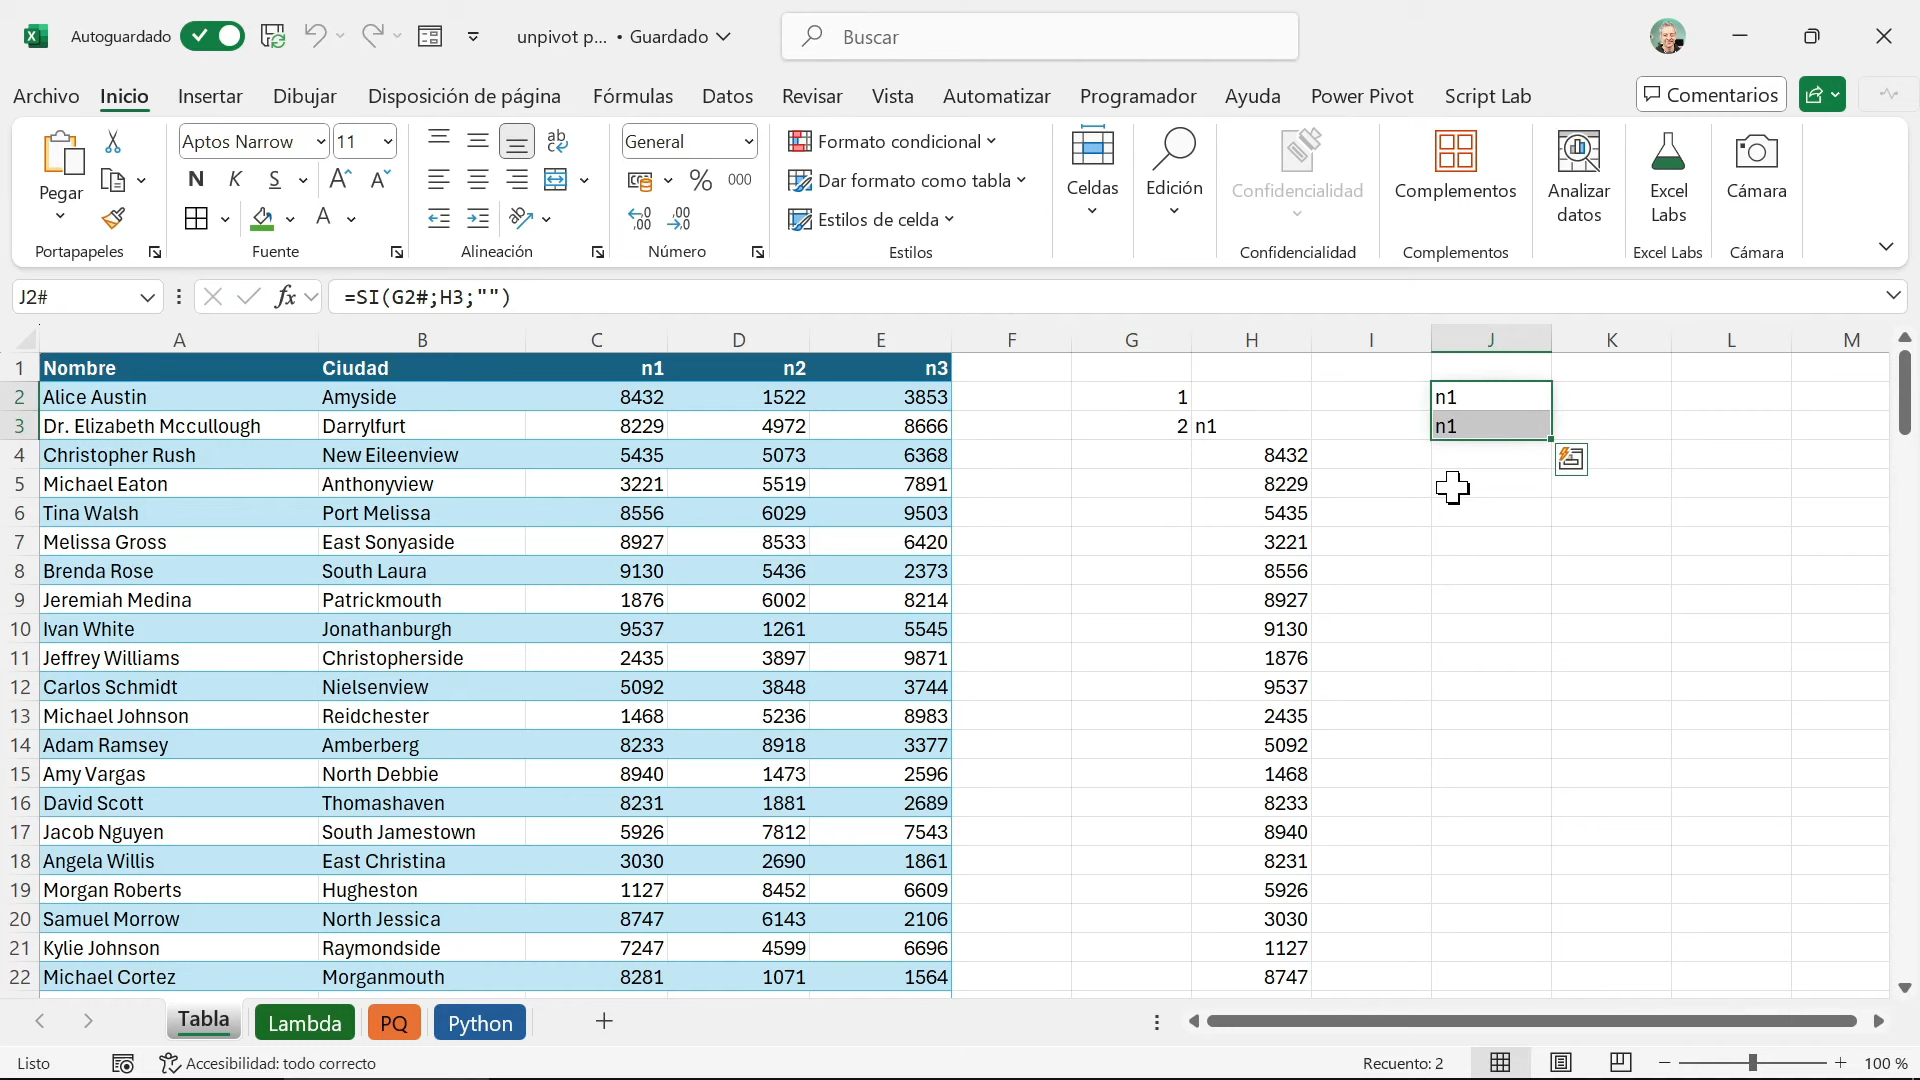 Autoguardado
unpivot p... • Guardado
Buscar
Archivo Inicio Insertar Dibujar Disposición de página Fórmulas Datos Revisar Vista Automatizar Programador Ayuda Power Pivot Script Lab
Comentarios
Pegar
Portapapeles
Aptos Narrow 11
N K S A A
A
Fuente
ab
Alineación
General
% 000
Número
Formato condicional
Dar formato como tabla
Estilos de celda
Estilos
Celdas
Edición
Confidencialidad
Confidencialidad
Complementos
Complementos
Analizar datos
Excel Labs
Excel Labs
Cámara
Cámara
J2# fx =SI(G2#;H3;"")
A B C D E F G H I J K L M
1 Nombre Ciudad n1 n2 n3
2 Alice Austin Amyside 8432 1522 3853 1 n1
3 Dr. Elizabeth Mccullough Darrylfurt 8229 4972 8666 2 n1 n1
4 Christopher Rush New Eileenview 5435 5073 6368 8432
5 Michael Eaton Anthonyview 3221 5519 7891 8229
6 Tina Walsh Port Melissa 8556 6029 9503 5435
7 Melissa Gross East Sonyaside 8927 8533 6420 3221
8 Brenda Rose South Laura 9130 5436 2373 8556
9 Jeremiah Medina Patrickmouth 1876 6002 8214 8927
10 Ivan White Jonathanburgh 9537 1261 5545 9130
11 Jeffrey Williams Christopherside 2435 3897 9871 1876
12 Carlos Schmidt Nielsenview 5092 3848 3744 9537
13 Michael Johnson Reidchester 1468 5236 8983 2435
14 Adam Ramsey Amberberg 8233 8918 3377 5092
15 Amy Vargas North Debbie 8940 1473 2596 1468
16 David Scott Thomashaven 8231 1881 2689 8233
17 Jacob Nguyen South Jamestown 5926 7812 7543 8940
18 Angela Willis East Christina 3030 2690 1861 8231
19 Morgan Roberts Hugheston 1127 8452 6609 5926
20 Samuel Morrow North Jessica 8747 6143 2106 3030
21 Kylie Johnson Raymondside 7247 4599 6696 1127
22 Michael Cortez Morganmouth 8281 1071 1564 8747
Tabla Lambda PQ Python
Listo
Accesibilidad: todo correcto
Recuento: 2
100 %